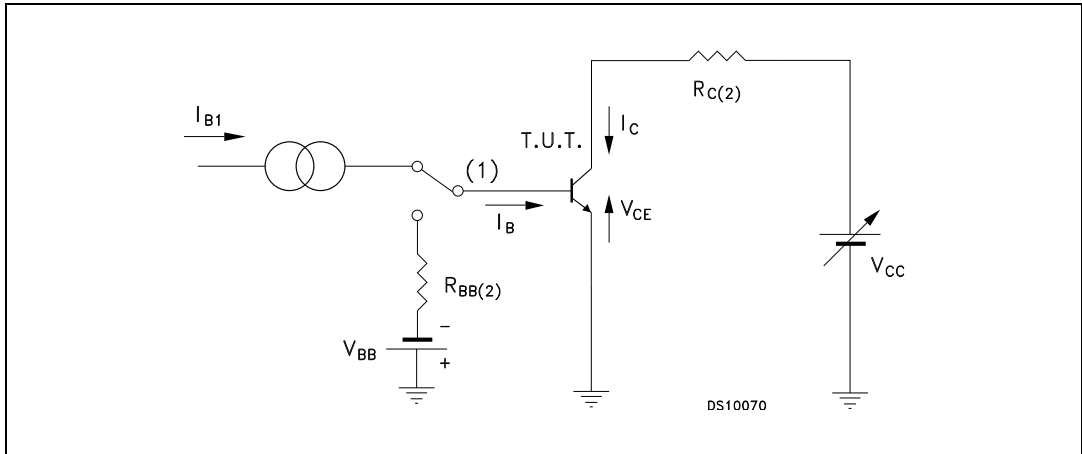 R_C(2)
I_B1
I_C
T.U.T.
(1)
V_CE
I_B
R_BB(2)
V_CC
−
V_BB
+
DS10070